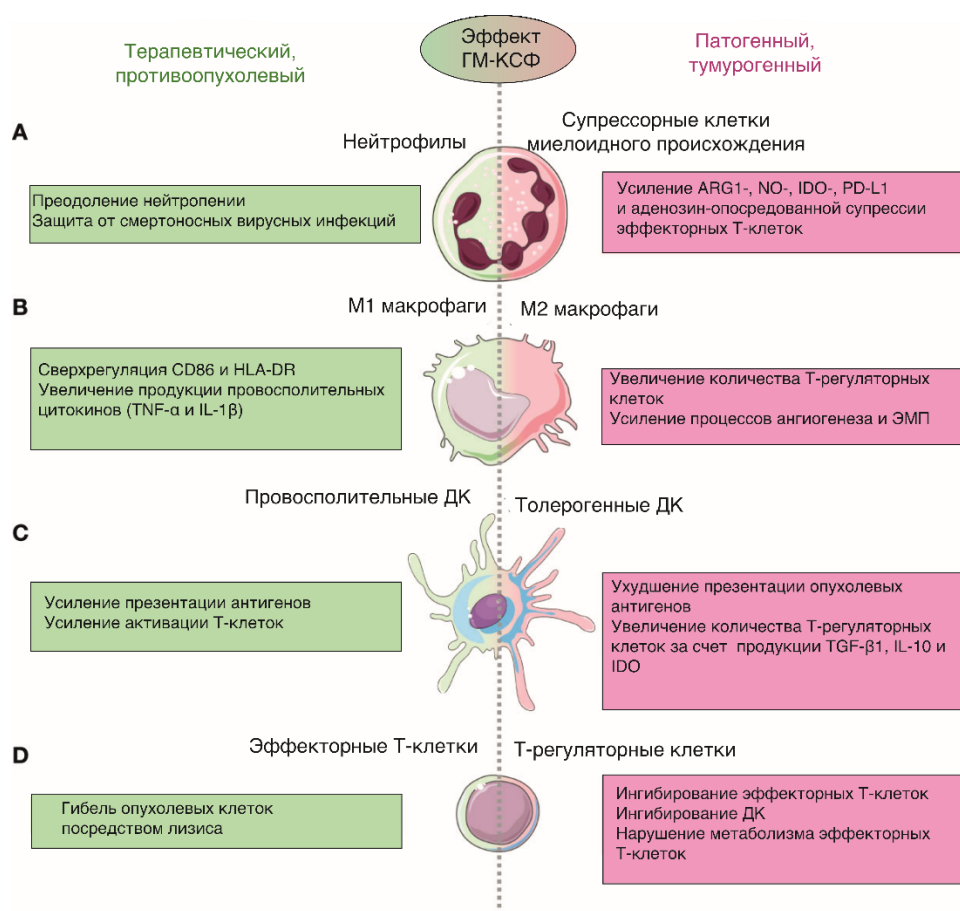 Терапевтический,
противоопухолевый
Эффект
ГМ-КСФ
Патогенный,
тумурогенный
A
Нейтрофилы
Супрессорные клетки
миелоидного происхождения
Преодоление нейтропении
Защита от смертоносных вирусных инфекций
Усиление ARG1-, NO-, IDO-, PD-L1
и аденозин-опосредованной супрессии
эффекторных Т-клеток
B
М1 макрофаги
М2 макрофаги
Сверхрегуляция CD86 и HLA-DR
Увеличение продукции провосполительных
цитокинов (TNF-α и IL-1β)
Увеличение количества Т-регуляторных
клеток
Усиление процессов ангиогенеза и ЭМП
C
Провосполительные ДК
Толерогенные ДК
Усиление презентации антигенов
Усиление активации Т-клеток
Ухудшение презентации опухолевых
антигенов
Увеличение количества Т-регуляторных
клеток за счет продукции TGF-β1, IL-10 и
IDO
D
Эффекторные Т-клетки
Т-регуляторные клетки
Гибель опухолевых клеток
посредством лизиса
Ингибирование эффекторных Т-клеток
Ингибирование ДК
Нарушение метаболизма эффекторных
Т-клеток